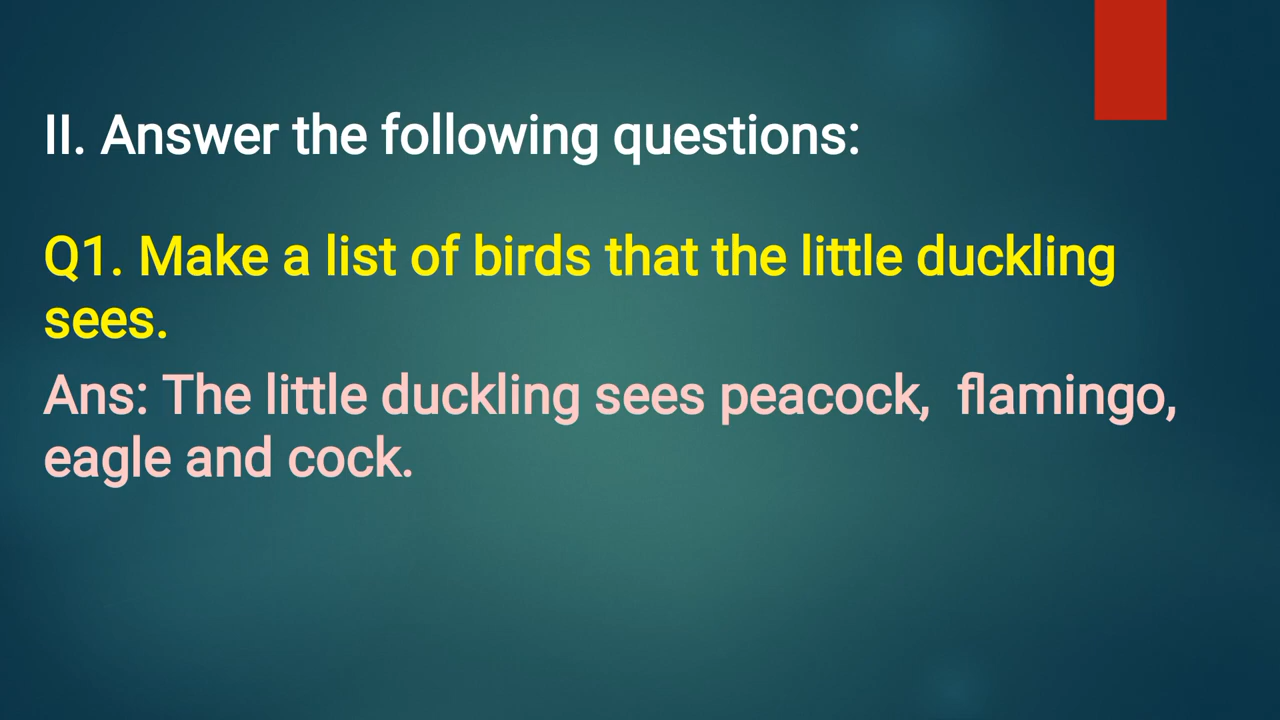 II. Answer the following questions:
Q1. Make a list of birds that the little duckling
sees.
Ans: The little duckling sees peacock,  flamingo,
eagle and cock.